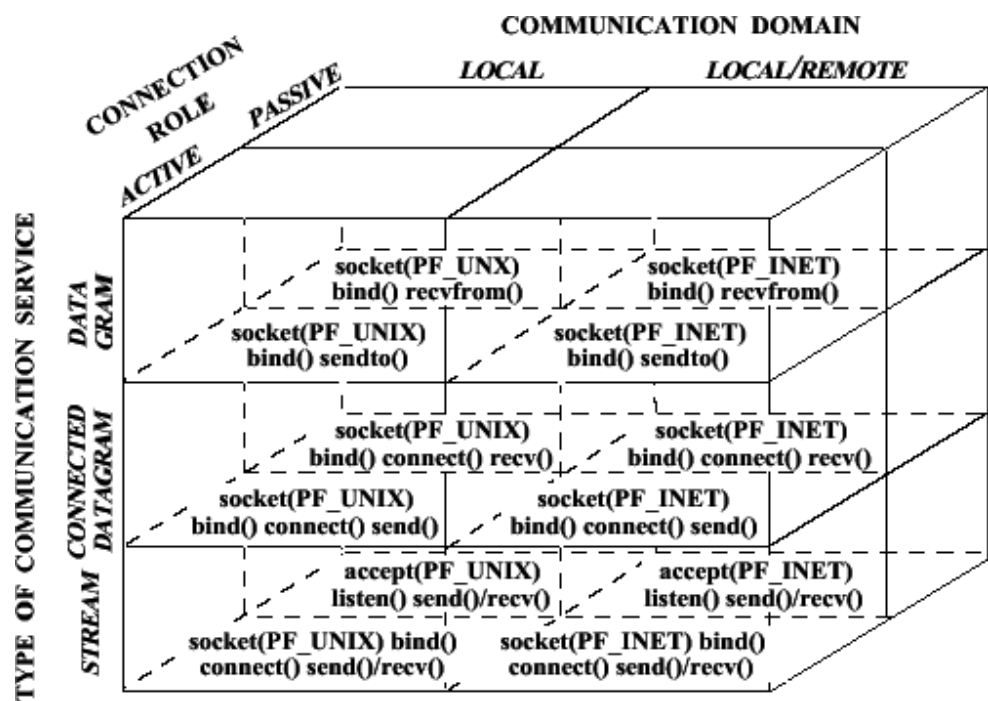 COMMUNICATION DOMAIN
LOCAL
LOCAL/REMOTE
CONNECTION
ROLE
PASSIVE
ACTIVE
TYPE OF COMMUNICATION SERVICE
DATA
GRAM
socket(PF_UNX)
bind() recvfrom()
socket(PF_INET)
bind() recvfrom()
socket(PF_UNIX)
bind() sendto()
socket(PF_INET)
bind() sendto()
CONNECTED
DATAGRAM
socket(PF_UNIX)
bind() connect() recv()
socket(PF_INET)
bind() connect() recv()
socket(PF_UNIX)
bind() connect() send()
socket(PF_INET)
bind() connect() send()
STREAM
accept(PF_UNIX)
listen() send()/recv()
accept(PF_INET)
listen() send()/recv()
socket(PF_UNIX) bind()
connect() send()/recv()
socket(PF_INET) bind()
connect() send()/recv()